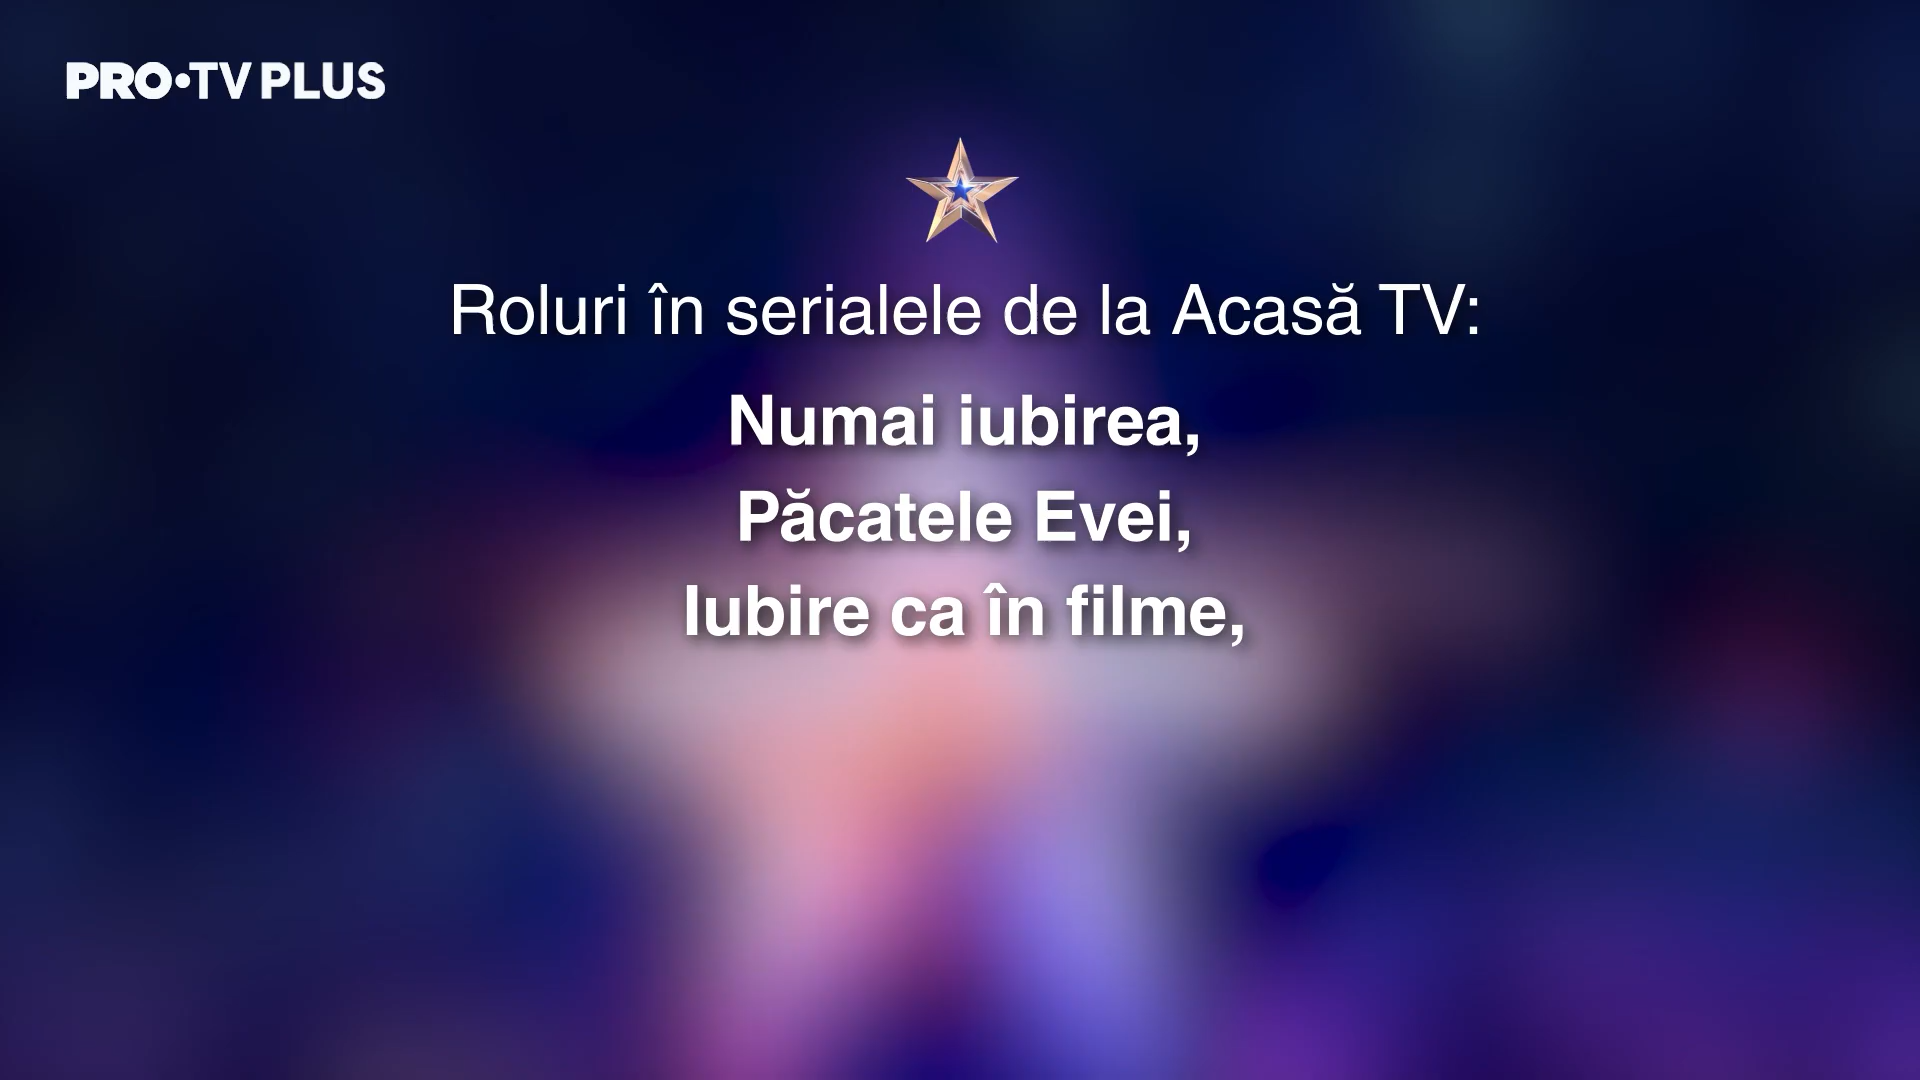 PRO•TV PLUS
Roluri în serialele de la Acasă TV:
Numai iubirea,
Păcatele Evei,
Iubire ca în filme,